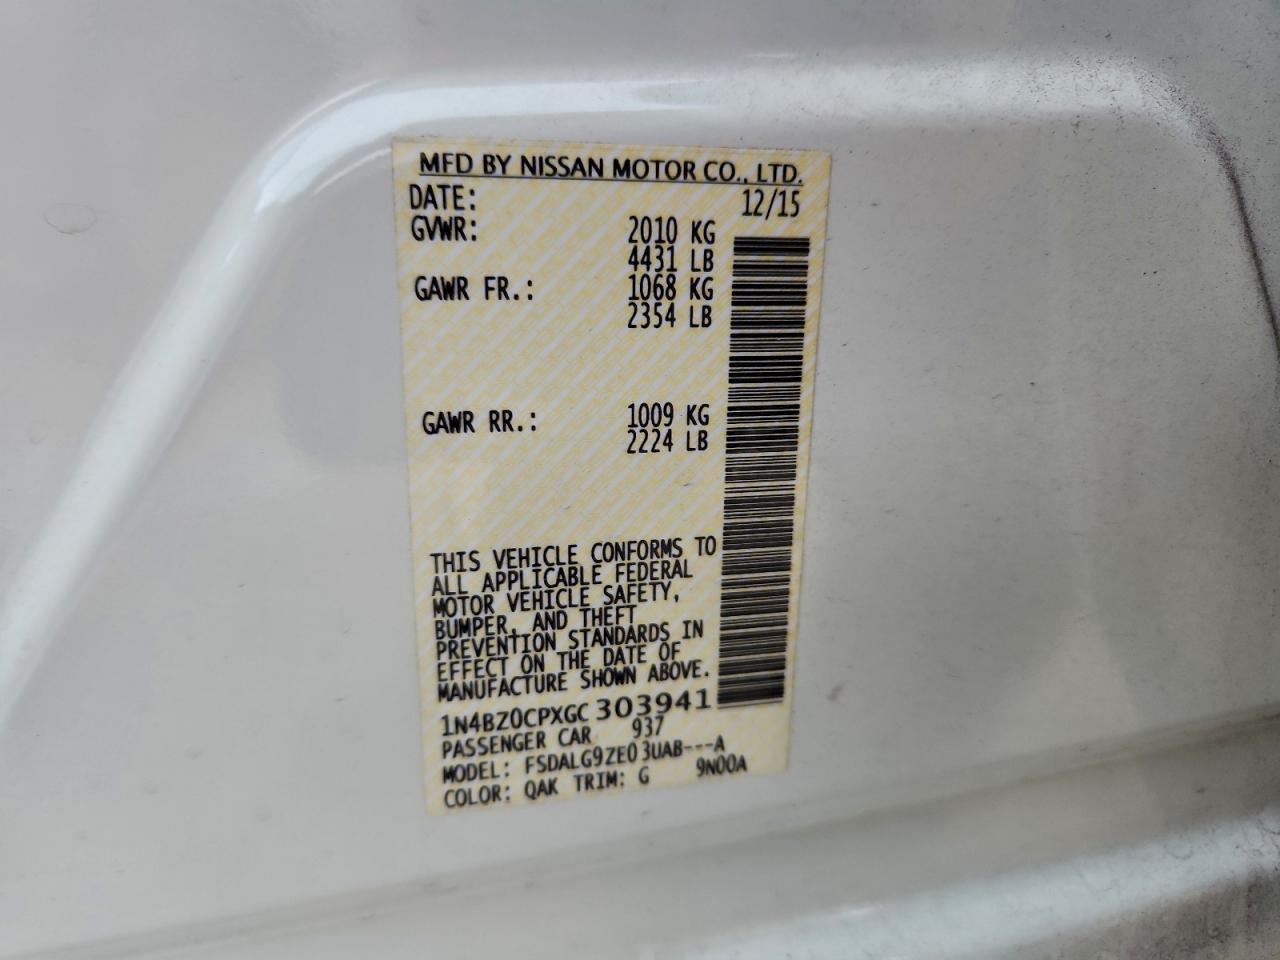 MFD BY NISSAN MOTOR CO., LTD.
DATE: 12/15
GVWR: 2010 KG
4431 LB
GAWR FR.: 1068 KG
2354 LB
GAWR RR.: 1009 KG
2224 LB
THIS VEHICLE CONFORMS TO
ALL APPLICABLE FEDERAL
MOTOR VEHICLE SAFETY,
BUMPER, AND THEFT
PREVENTION STANDARDS IN
EFFECT ON THE DATE OF
MANUFACTURE SHOWN ABOVE.
1N4BZ0CPXGC303941
PASSENGER CAR 937
MODEL: FSDALG9ZE03UAB---A
COLOR: QAK TRIM: G 9N00A